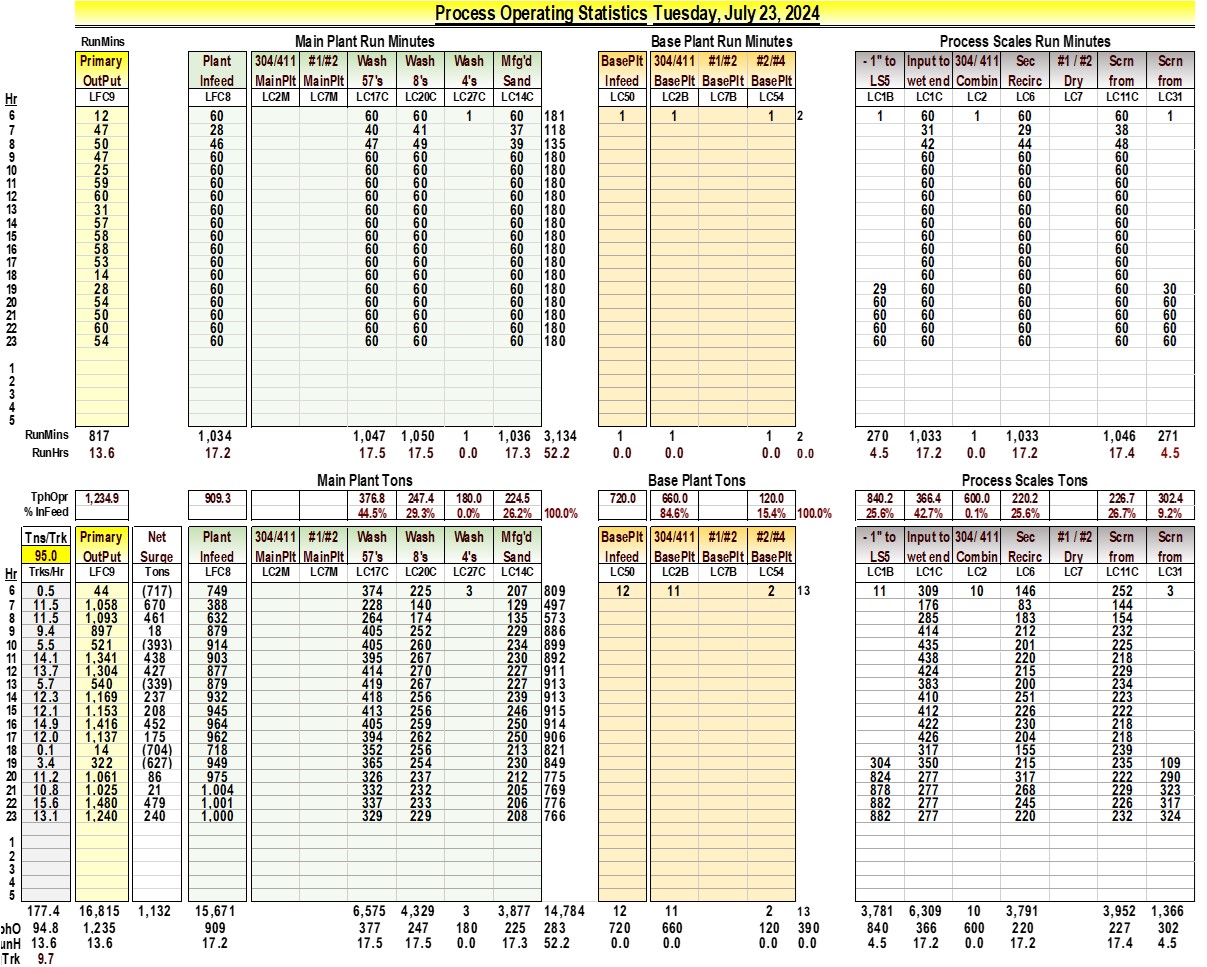 Process Operating Statistics Tuesday, July 23, 2024
RunMins Main Plant Run Minutes Base Plant Run Minutes Process Scales Run Minutes
Primary Plant 304/411 #1/#2 Wash Wash Wash Mfg'd BasePlt 304/411 #1/#2 #2/#4 - 1" to Input to 304/ 411 Sec #1 / #2 Scrn Scrn
OutPut Infeed MainPlt MainPlt 57's 8's 4's Sand Infeed BasePlt BasePlt BasePlt LS5 wet end Combin Recirc Dry from from
Hr LFC9 LFC8 LC2M LC7M LC17C LC20C LC27C LC14C LC50 LC2B LC7B LC54 LC1B LC1C LC2 LC6 LC7 LC11C LC31
6 12 60 60 60 1 60 181 1 1 1 2 1 60 1 60 60 1
7 47 28 40 41 37 118 31 29 38
8 50 46 47 49 39 135 42 44 48
9 47 60 60 60 60 180 60 60 60
10 25 60 60 60 60 180 60 60 60
11 59 60 60 60 60 180 60 60 60
12 60 60 60 60 60 180 60 60 60
13 31 60 60 60 60 180 60 60 60
14 57 60 60 60 60 180 60 60 60
15 58 60 60 60 60 180 60 60 60
16 58 60 60 60 60 180 60 60 60
17 53 60 60 60 60 180 60 60 60
18 14 60 60 60 60 180 60 60 60
19 28 60 60 60 60 180 29 60 60 60 30
20 54 60 60 60 60 180 60 60 60 60 60
21 50 60 60 60 60 180 60 60 60 60 60
22 60 60 60 60 60 180 60 60 60 60 60
23 54 60 60 60 60 180 60 60 60 60 60
1
2
3
4
5
RunMins 817 1,034 1,047 1,050 1 1,036 3,134 1 1 1 2 270 1,033 1 1,033 1,046 271
RunHrs 13.6 17.2 17.5 17.5 0.0 17.3 52.2 0.0 0.0 0.0 0.0 4.5 17.2 0.0 17.2 17.4 4.5
Main Plant Tons Base Plant Tons Process Scales Tons
TphOpr 1,234.9 909.3 376.8 247.4 180.0 224.5 720.0 660.0 120.0 840.2 366.4 600.0 220.2 226.7 302.4
% InFeed 44.5% 29.3% 0.0% 26.2% 100.0% 84.6% 15.4% 100.0% 25.6% 42.7% 0.1% 25.6% 26.7% 9.2%
Tns/Trk Primary Net Plant 304/411 #1/#2 Wash Wash Wash Mfg'd BasePlt 304/411 #1/#2 #2/#4 - 1" to Input to 304/ 411 Sec #1 / #2 Scrn Scrn
95.0 OutPut Surge Infeed MainPlt MainPlt 57's 8's 4's Sand Infeed BasePlt BasePlt BasePlt LS5 wet end Combin Recirc Dry from from
Hr Trks/Hr LFC9 Tons LFC8 LC2M LC7M LC17C LC20C LC27C LC14C LC50 LC2B LC7B LC54 LC1B LC1C LC2 LC6 LC7 LC11C LC31
6 0.5 44 (717) 749 374 225 3 207 809 12 11 2 13 11 309 10 146 252 3
7 11.5 1,058 670 388 228 140 129 497 176 83 144
8 11.5 1,093 461 632 264 174 135 573 285 183 154
9 9.4 897 18 879 405 252 229 886 414 212 232
10 5.5 521 (393) 914 405 260 234 899 435 201 225
11 14.1 1,341 438 903 395 267 230 892 438 220 218
12 13.7 1,304 427 877 414 270 227 911 424 215 229
13 5.7 540 (339) 879 419 267 227 913 383 200 234
14 12.3 1,169 237 932 418 256 239 913 410 251 223
15 12.1 1,153 208 945 413 256 246 915 412 226 222
16 14.9 1,416 452 964 405 259 250 914 422 230 218
17 12.0 1,137 175 962 394 262 250 906 426 204 218
18 0.1 14 (704) 718 352 256 213 821 317 155 239
19 3.4 322 (627) 949 365 254 230 849 304 350 215 235 109
20 11.2 1,061 86 975 326 237 212 775 824 277 317 222 290
21 10.8 1,025 21 1,004 332 232 205 769 878 277 268 229 323
22 15.6 1,480 479 1,001 337 233 206 776 882 277 245 226 317
23 13.1 1,240 240 1,000 329 229 208 766 882 277 220 232 324
1
2
3
4
5
177.4 16,815 1,132 15,671 6,575 4,329 3 3,877 14,784 12 11 2 13 3,781 6,309 10 3,791 3,952 1,366
phO 94.8 1,235 909 377 247 180 225 283 720 660 120 390 840 366 600 220 227 302
unH 13.6 13.6 17.2 17.5 17.5 0.0 17.3 52.2 0.0 0.0 0.0 0.0 4.5 17.2 0.0 17.2 17.4 4.5
Trk 9.7